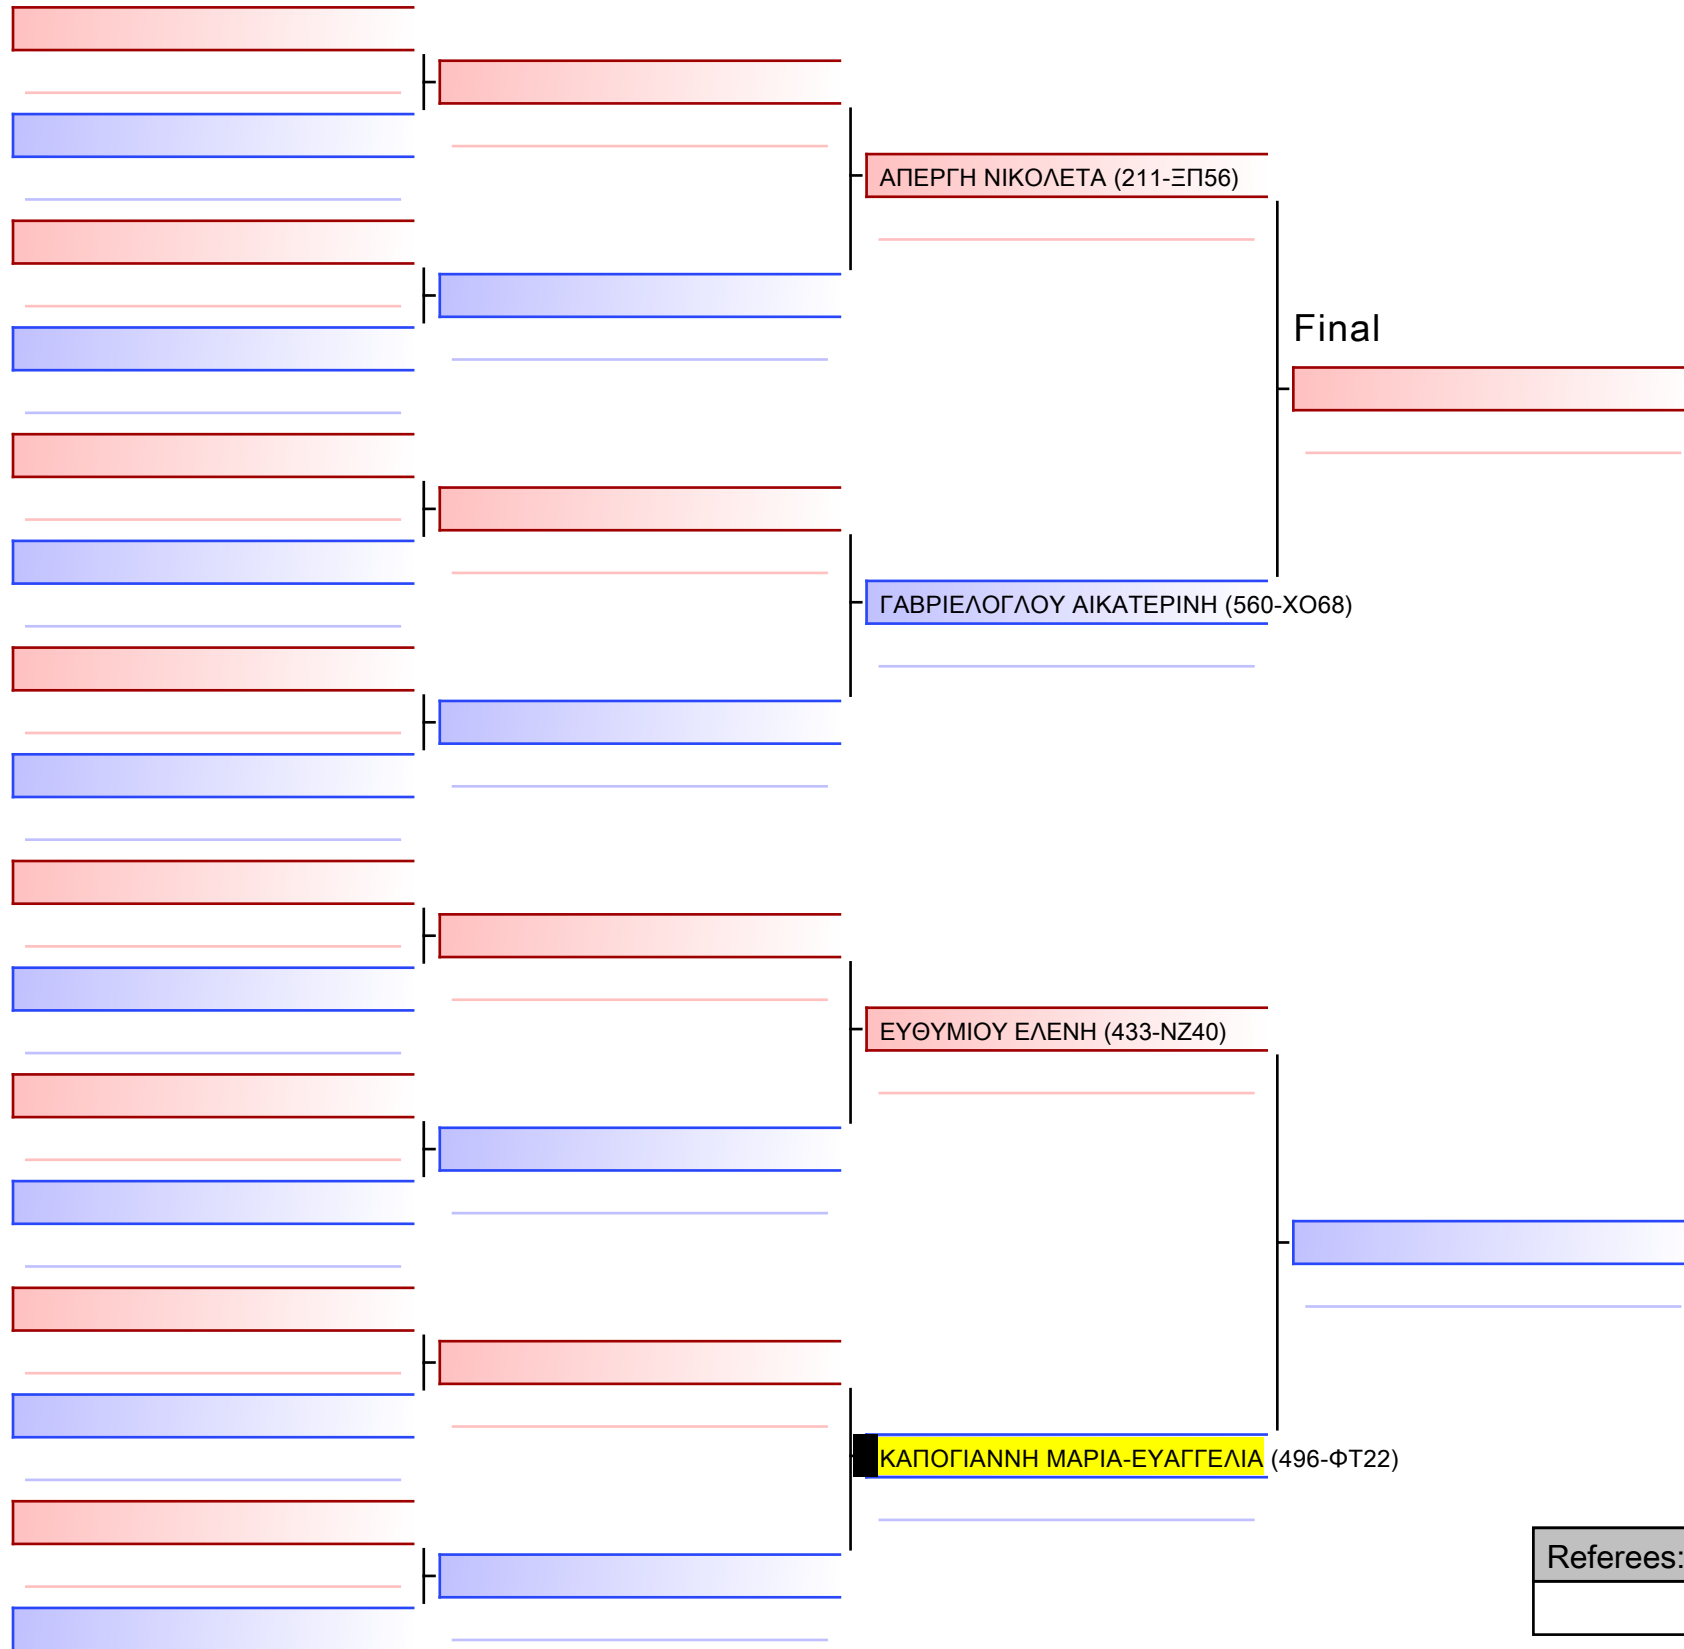 ΑΠΕΡΓΗ ΝΙΚΟΛΕΤΑ (211-ΞΠ56)
Final
ΓΑΒΡΙΕΛΟΓΛΟΥ ΑΙΚΑΤΕΡΙΝΗ (560-ΧΟ68)
ΕΥΘΥΜΙΟΥ ΕΛΕΝΗ (433-ΝΖ40)
ΚΑΠΟΓΙΑΝΝΗ ΜΑΡΙΑ-ΕΥΑΓΓΕΛΙΑ (496-ΦΤ22)
Referees: